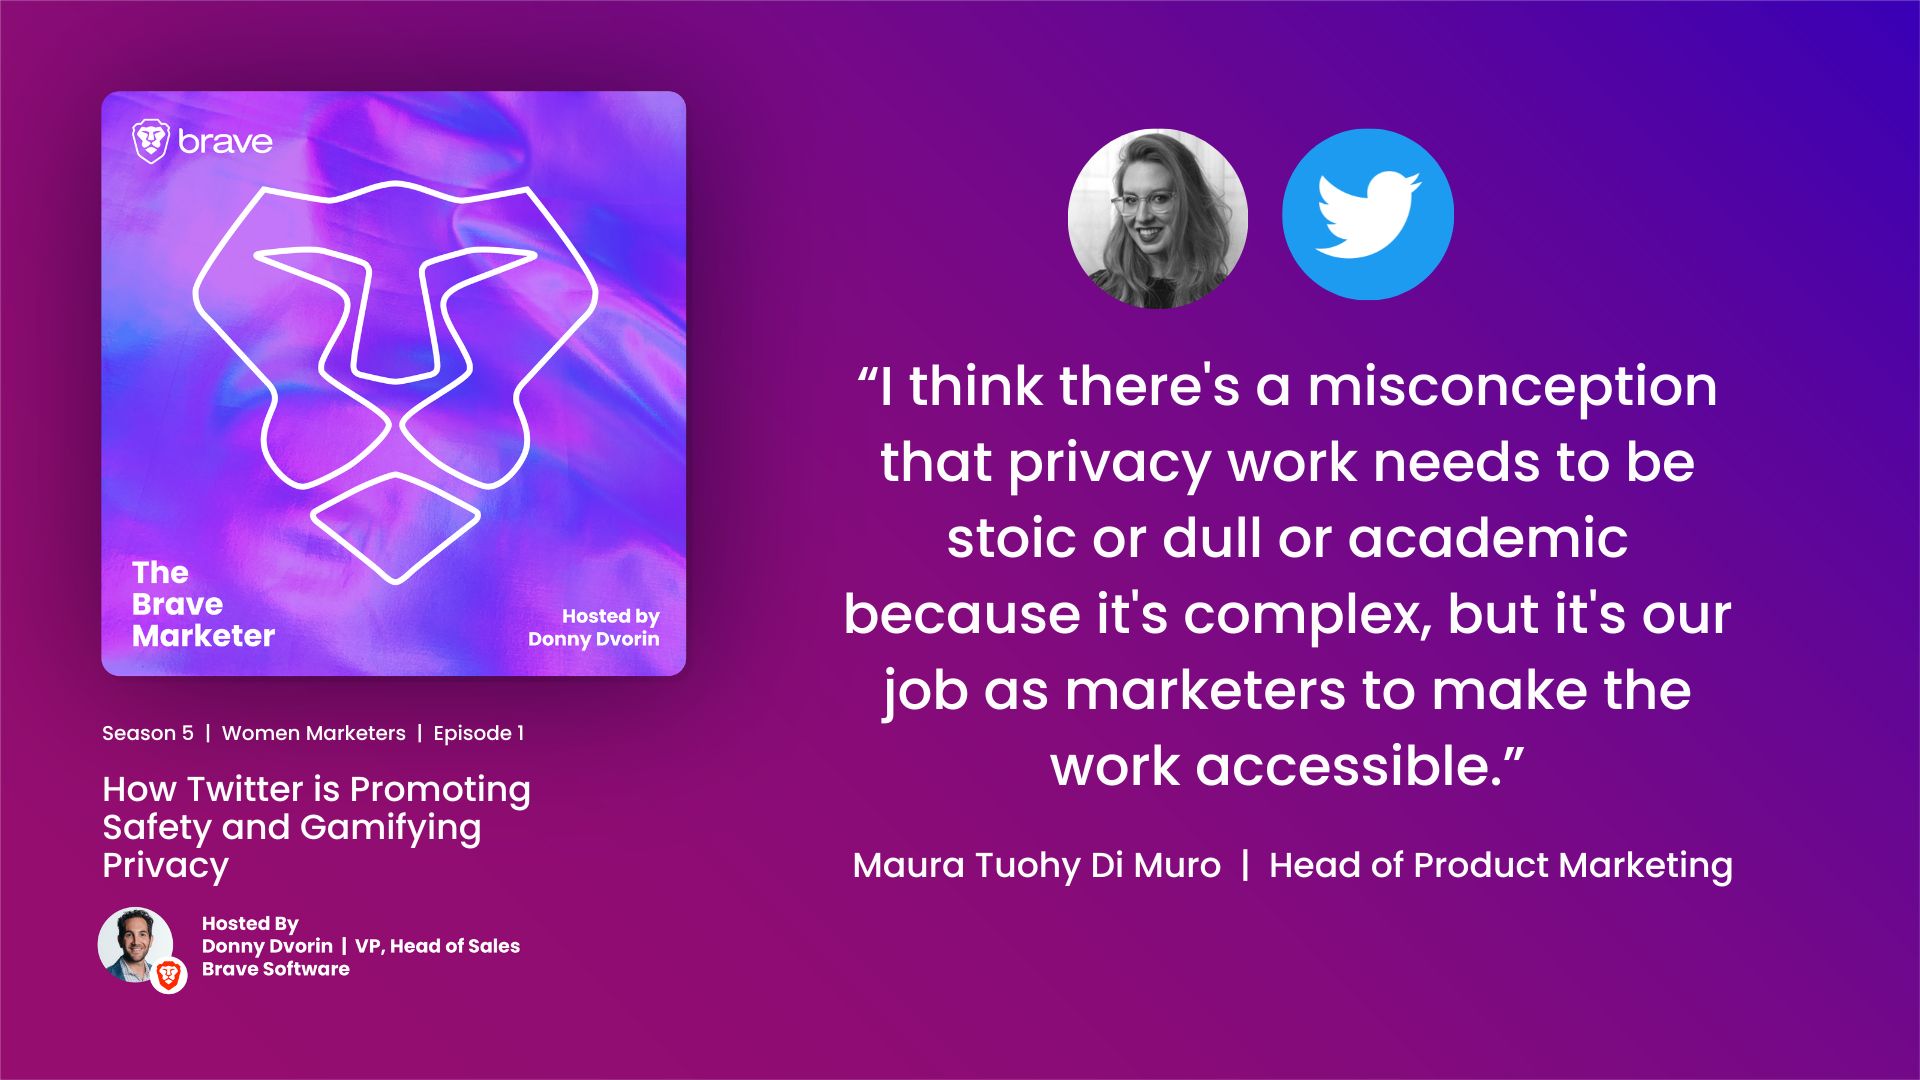 brave
The
Brave
Marketer
Hosted by
Donny Dvorin
Season 5 | Women Marketers | Episode 1
How Twitter is Promoting
Safety and Gamifying
Privacy
Hosted By
Donny Dvorin | VP, Head of Sales
Brave Software
“I think there's a misconception
that privacy work needs to be
stoic or dull or academic
because it's complex, but it's our
job as marketers to make the
work accessible.”
Maura Tuohy Di Muro | Head of Product Marketing